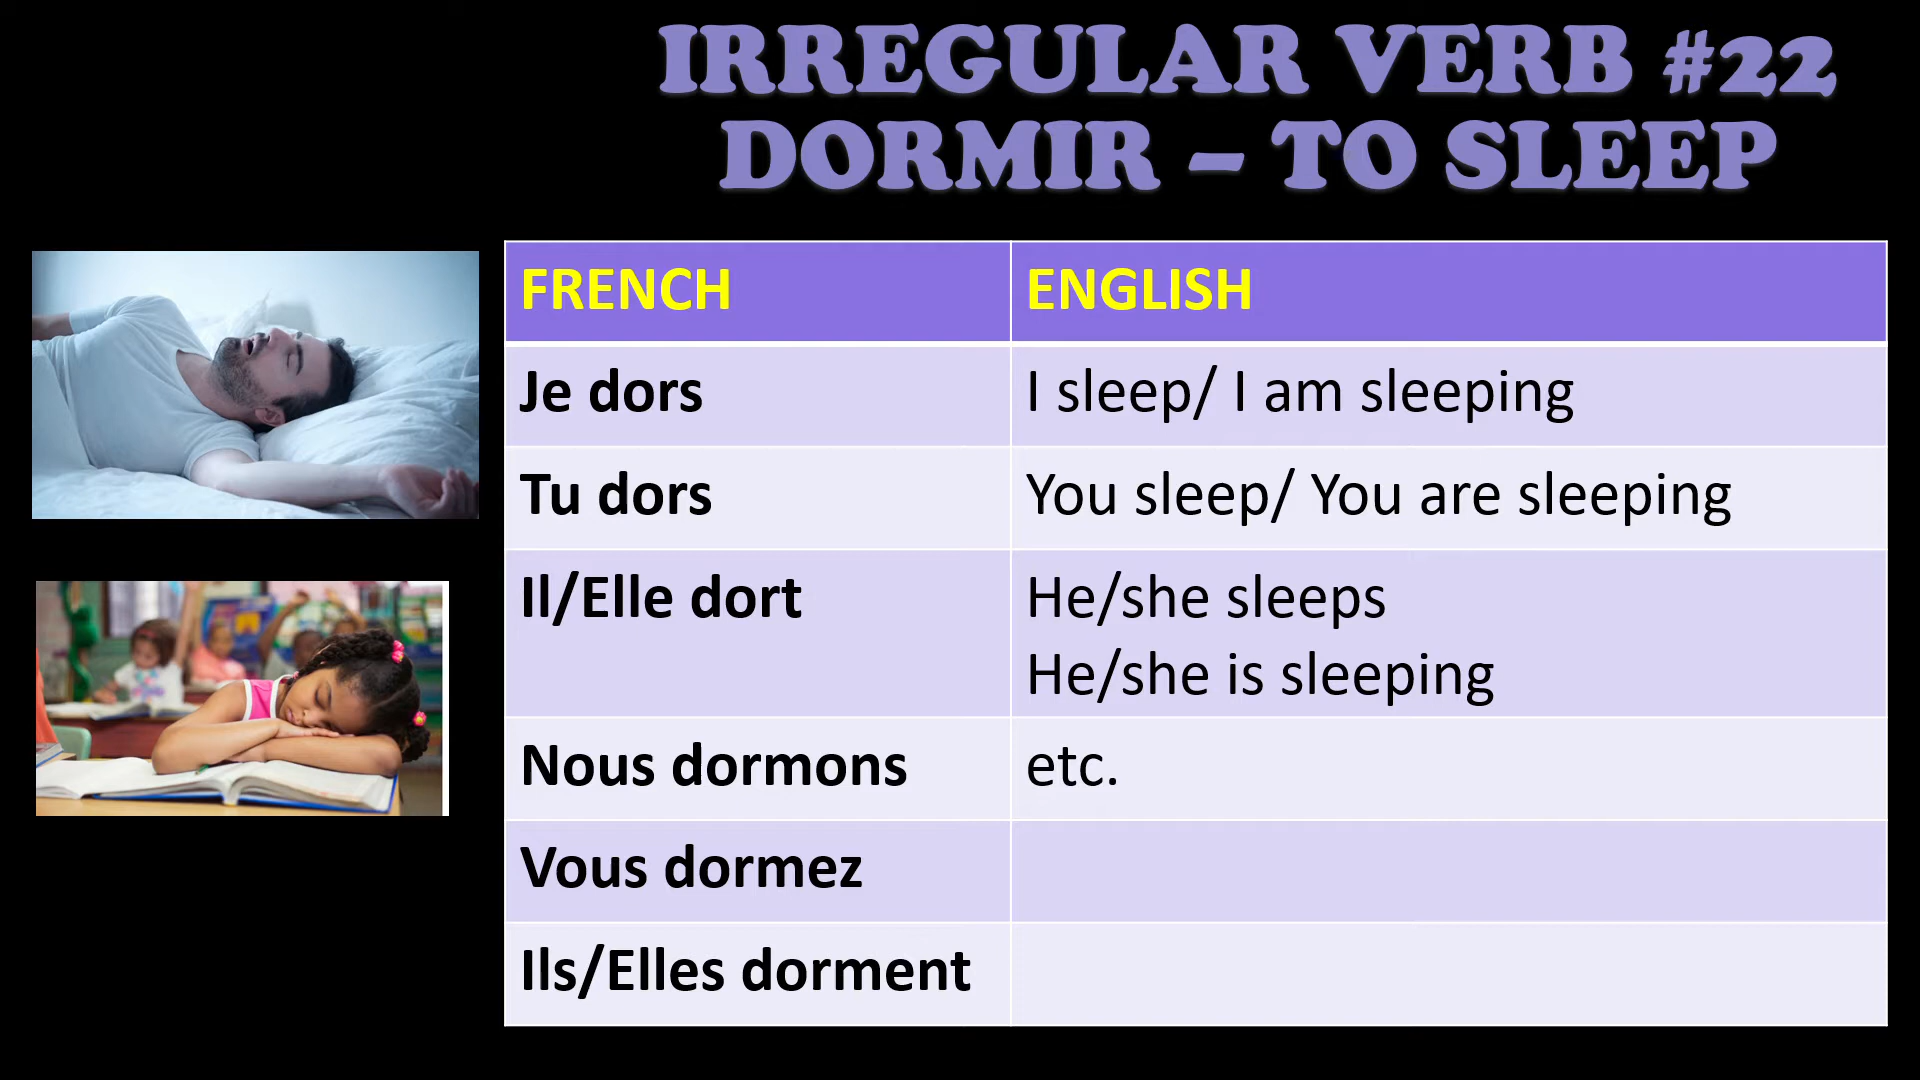 IRREGULAR VERB #22
DORMIR – TO SLEEP
FRENCH
ENGLISH
Je dors
I sleep/ I am sleeping
Tu dors
You sleep/ You are sleeping
Il/Elle dort
He/she sleeps
He/she is sleeping
Nous dormons
etc.
Vous dormez
Ils/Elles dorment